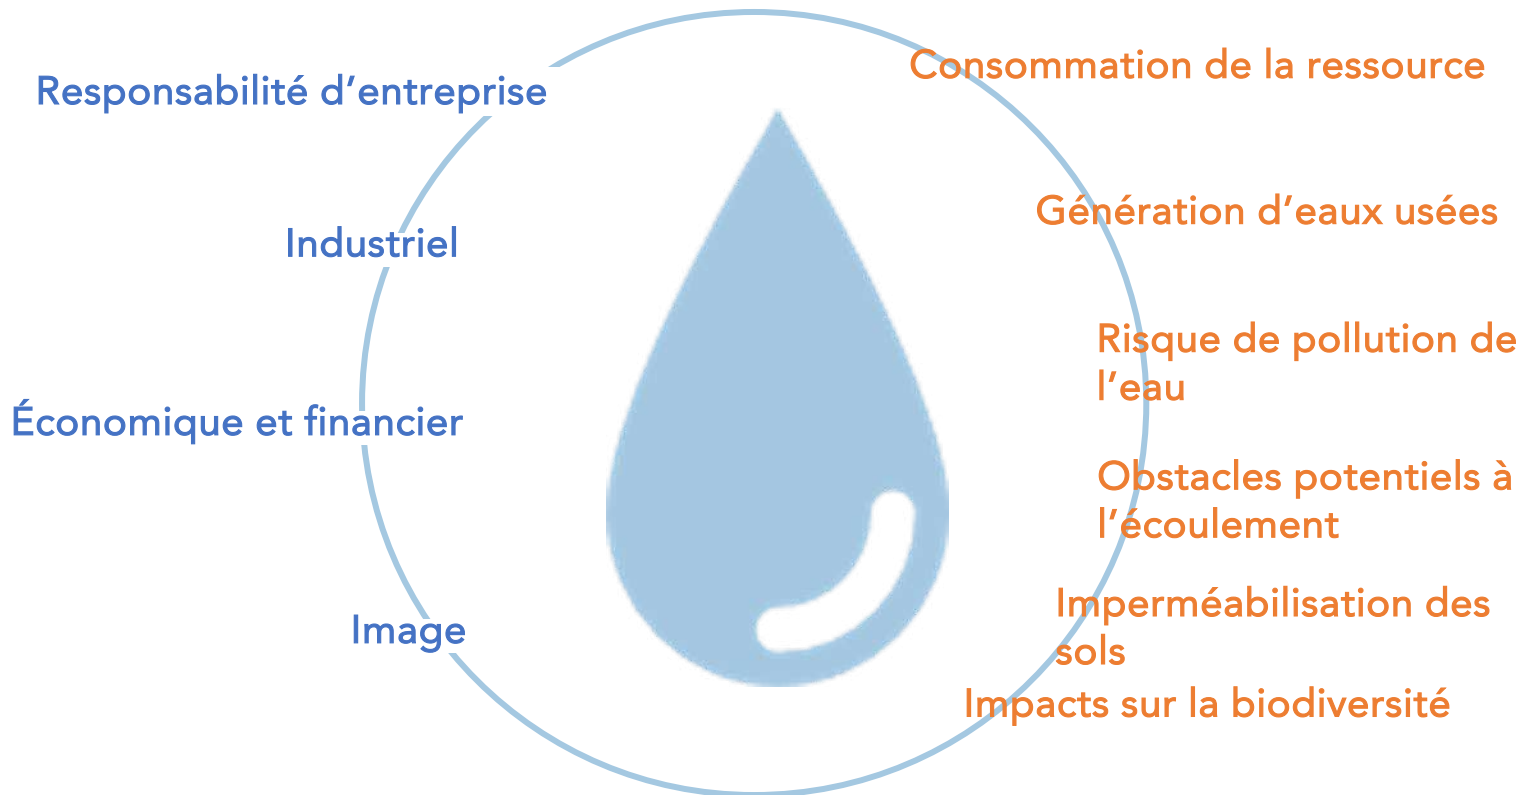 Responsabilité d’entreprise
Industriel
Économique et financier
Image
Consommation de la ressource
Génération d’eaux usées
Risque de pollution de
l’eau
Obstacles potentiels à
l’écoulement
Imperméabilisation des
sols
Impacts sur la biodiversité